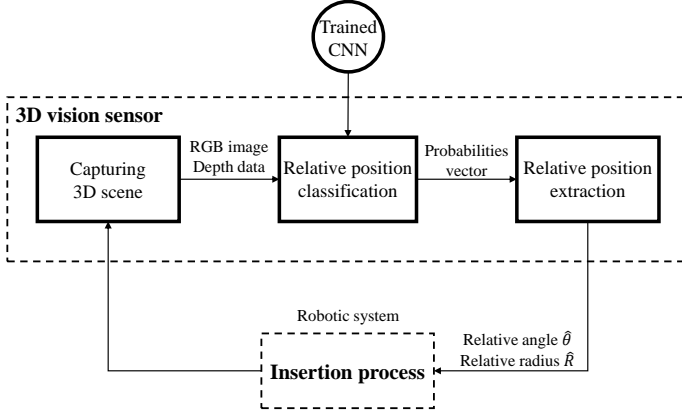 Trained
CNN
3D vision sensor
Capturing
3D scene
RGB image
Depth data
Relative position
classification
Probabilities
vector
Relative position
extraction
Robotic system
Insertion process
Relative angle θ̂
Relative radius R̂